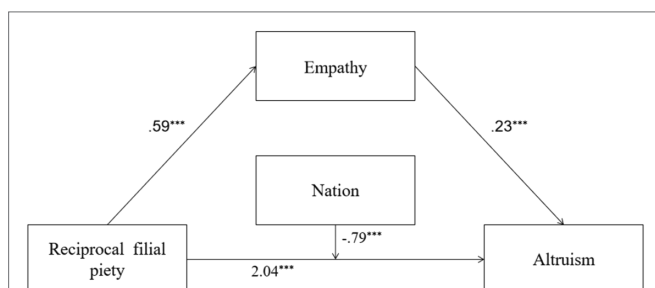 Empathy
.59***
.23***
Nation
-.79***
Reciprocal filial
piety
2.04***
Altruism